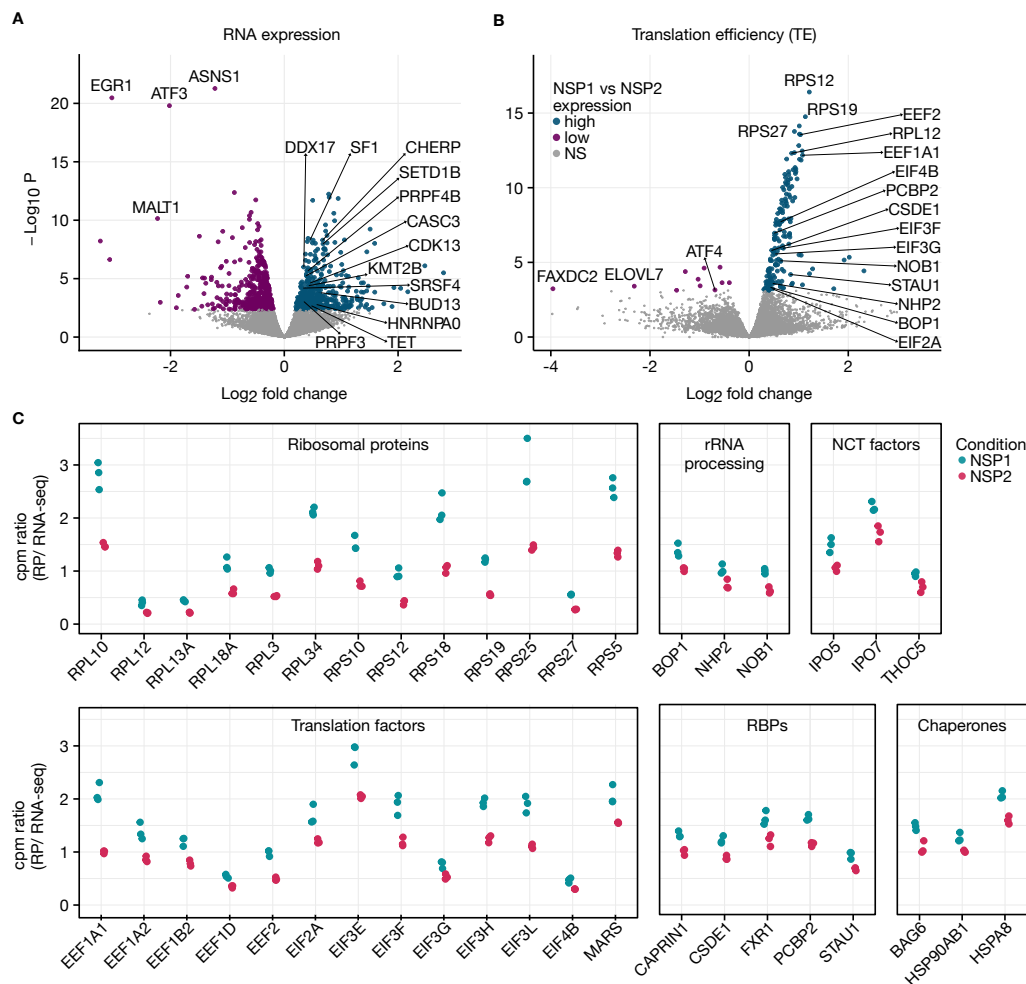 A
RNA expression
EGR1
ATF3
ASNS1
MALT1
DDX17
SF1
CHERP
SETD1B
PRPF4B
CASC3
CDK13
KMT2B
SRSF4
BUD13
HNRNPA0
PRPF3
TET
– Log10 P
20
15
10
5
0
-2
0
2
Log2 fold change
B
Translation efficiency (TE)
NSP1 vs NSP2
expression
high
low
NS
RPS12
RPS19
RPS27
EEF2
RPL12
EEF1A1
EIF4B
PCBP2
CSDE1
EIF3F
EIF3G
NOB1
STAU1
NHP2
BOP1
EIF2A
ATF4
FAXDC2
ELOVL7
15
10
5
0
-4
-2
0
2
Log2 fold change
C
Ribosomal proteins
rRNA
processing
NCT factors
Condition
NSP1
NSP2
cpm ratio
(RP/ RNA-seq)
3
2
1
0
RPL10
RPL12
RPL13A
RPL18A
RPL3
RPL34
RPS10
RPS12
RPS18
RPS19
RPS25
RPS27
RPS5
BOP1
NHP2
NOB1
IPO5
IPO7
THOC5
Translation factors
RBPs
Chaperones
cpm ratio
(RP/ RNA-seq)
3
2
1
0
EEF1A1
EEF1A2
EEF1B2
EEF1D
EEF2
EIF2A
EIF3E
EIF3F
EIF3G
EIF3H
EIF3L
EIF4B
MARS
CAPRIN1
CSDE1
FXR1
PCBP2
STAU1
BAG6
HSP90AB1
HSPA8